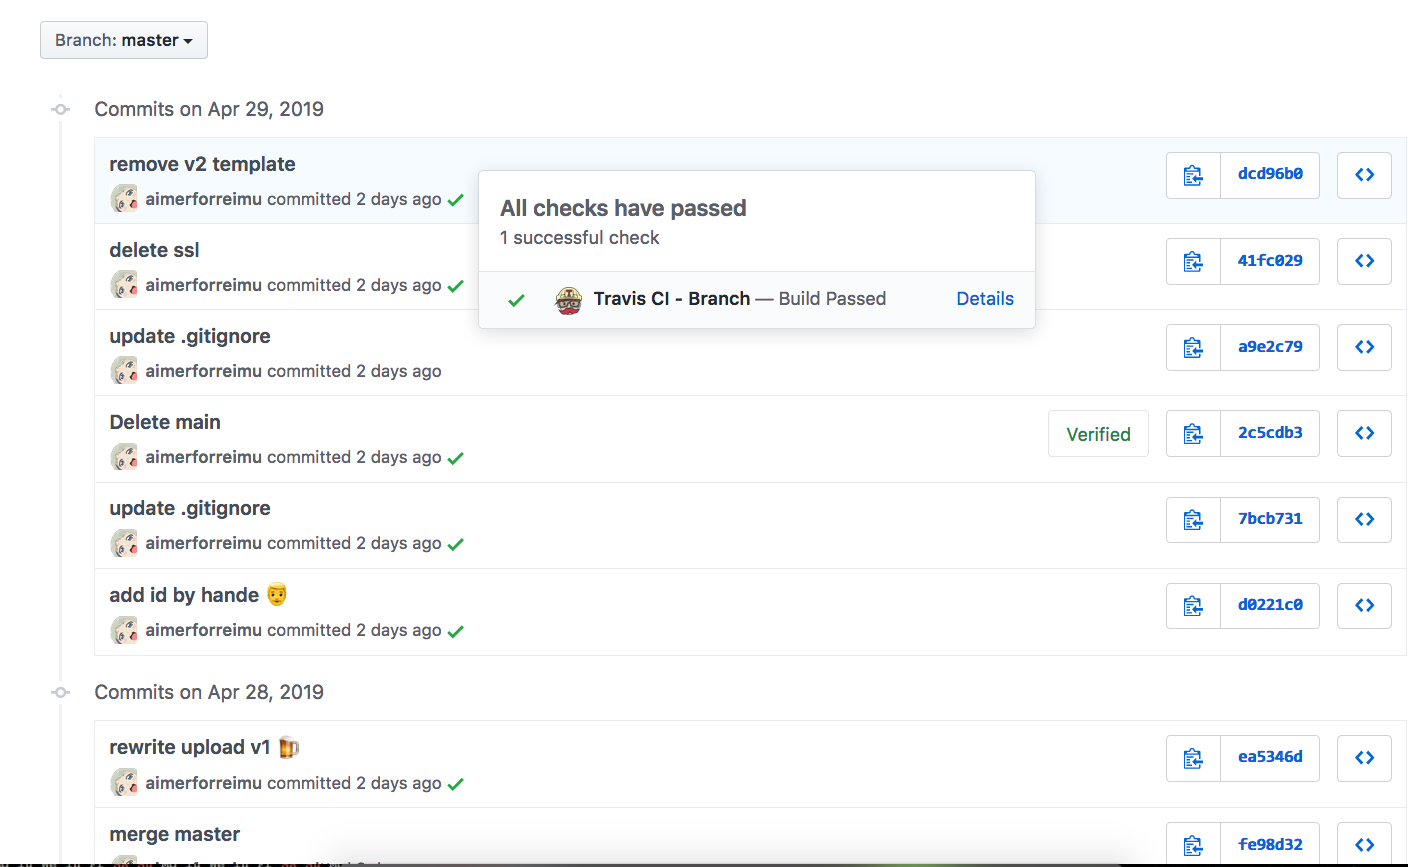 Branch: master
Commits on Apr 29, 2019
remove v2 template
aimerforreimu committed 2 days ago
dcd96b0
All checks have passed
1 successful check
Travis CI - Branch — Build Passed
Details
delete ssl
aimerforreimu committed 2 days ago
41fc029
update .gitignore
aimerforreimu committed 2 days ago
a9e2c79
Delete main
aimerforreimu committed 2 days ago
Verified
2c5cdb3
update .gitignore
aimerforreimu committed 2 days ago
7bcb731
add id by hande
aimerforreimu committed 2 days ago
d0221c0
Commits on Apr 28, 2019
rewrite upload v1
aimerforreimu committed 2 days ago
ea5346d
merge master
fe98d32